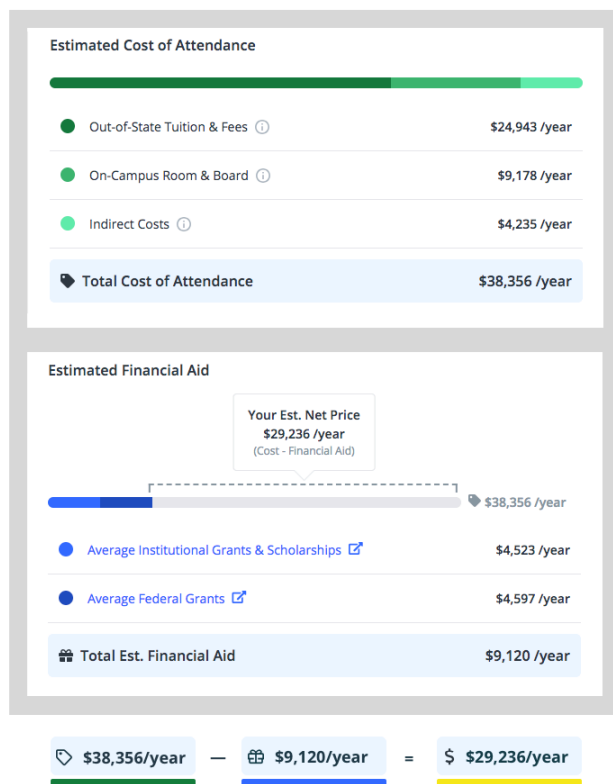 Estimated Cost of Attendance
Out-of-State Tuition & Fees $24,943 /year
On-Campus Room & Board $9,178 /year
Indirect Costs $4,235 /year
Total Cost of Attendance $38,356 /year
Estimated Financial Aid
Your Est. Net Price
$29,236 /year
(Cost - Financial Aid)
$38,356 /year
Average Institutional Grants & Scholarships $4,523 /year
Average Federal Grants $4,597 /year
Total Est. Financial Aid $9,120 /year
$38,356/year — $9,120/year = $ $29,236/year